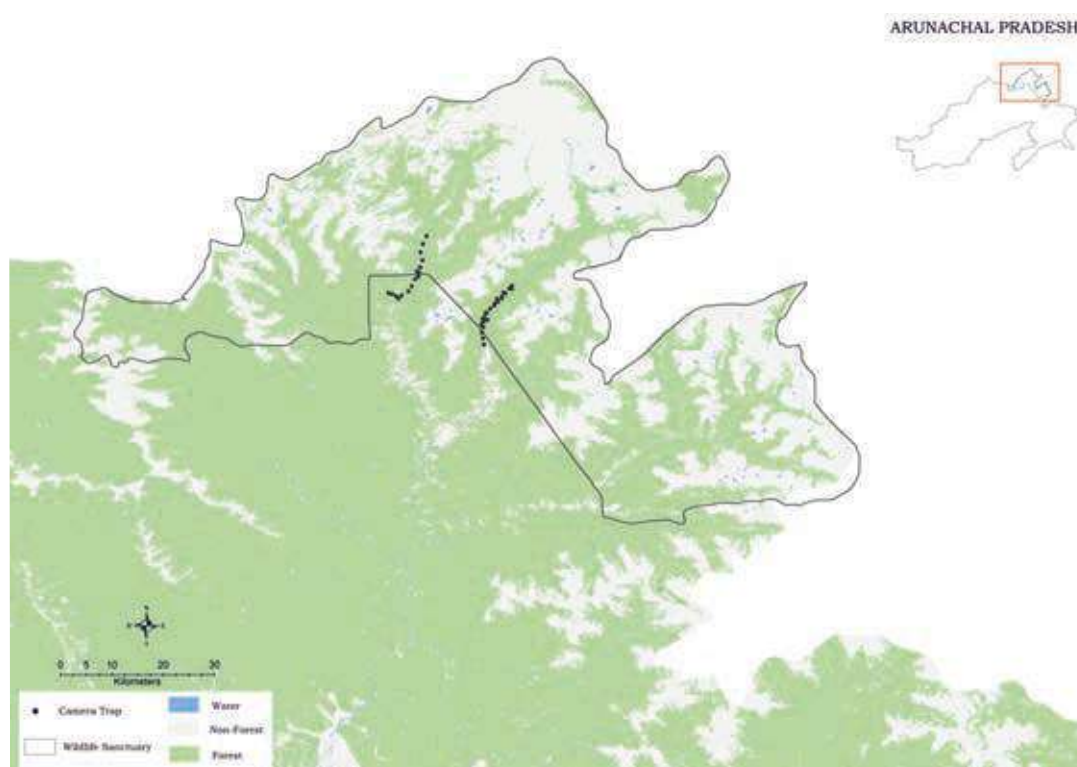 ARUNACHAL PRADESH
N
0 5 10 20 30
Kilometers
Camera Trap
Wildlife Sanctuary
Water
Non-Forest
Forest